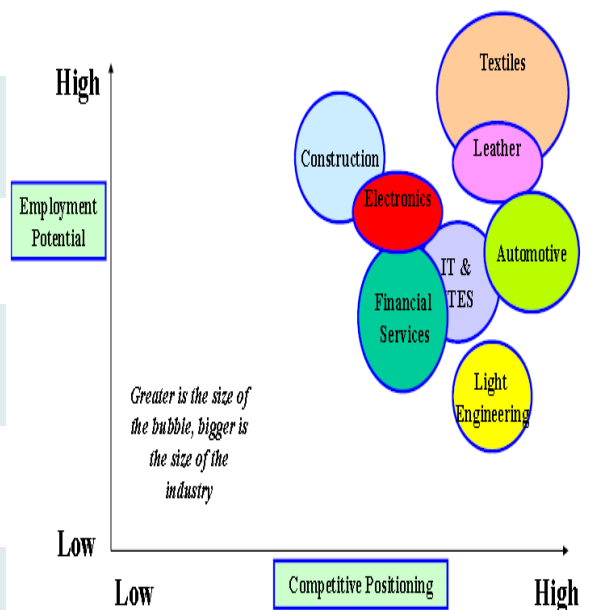 High
Textiles
Leather
Construction
Electronics
Employment
Potential
Automotive
IT &
TES
Financial
Services
Light
Engineering
Greater is the size of
the bubble, bigger is
the size of the
industry
Low
Low
Competitive Positioning
High